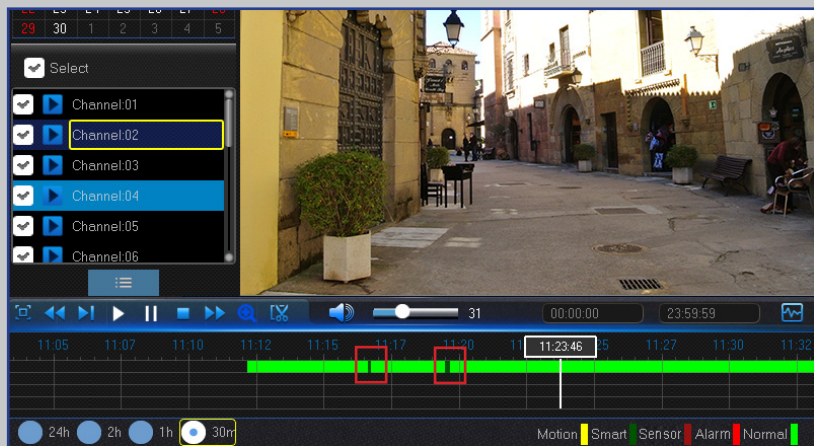 29 30 1 2 3 4 5
Select
Channel:01
Channel:02
Channel:03
Channel:04
Channel:05
Channel:06
31 00:00:00 23:59:59
11:05 11:07 11:10 11:12 11:15 11:17 11:20 11:23:46 11:27 11:30 11:32
24h 2h 1h 30m Motion Smart Sensor Alarm Normal